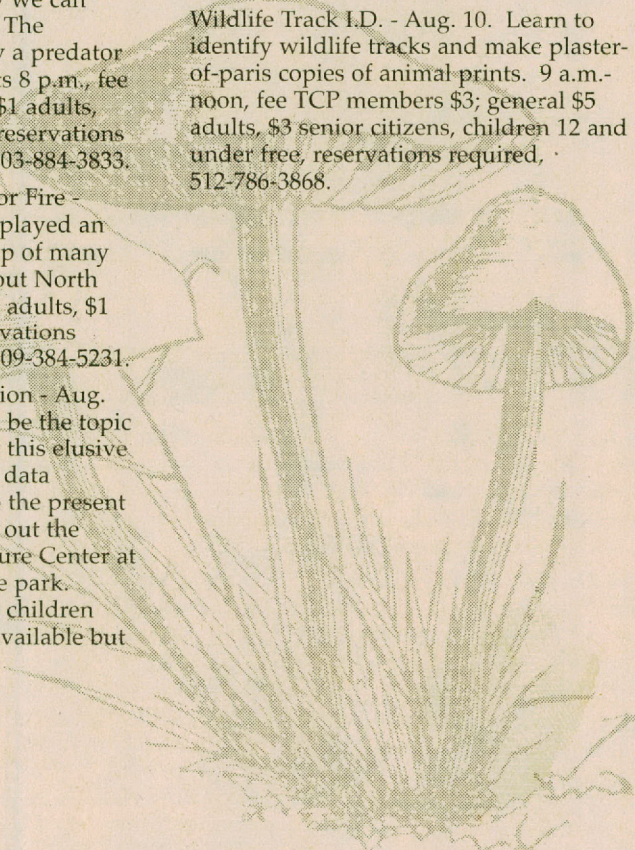 we can
The
a predator
8 p.m., fee
$1 adults,
reservations
03-884-3833.
or Fire -
played an
p of many
out North
adults, $1
vations
09-384-5231.
ion - Aug.
be the topic
this elusive
data
the present
out the
ure Center at
e park.
children
vailable but
Wildlife Track I.D. - Aug. 10. Learn to
identify wildlife tracks and make plaster-
of-paris copies of animal prints. 9 a.m.-
noon, fee TCP members $3; general $5
adults, $3 senior citizens, children 12 and
under free, reservations required,
512-786-3868.